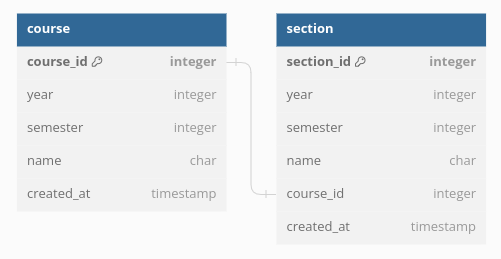 course
course_id integer
year integer
semester integer
name char
created_at timestamp
section
section_id integer
year integer
semester integer
name char
course_id integer
created_at timestamp